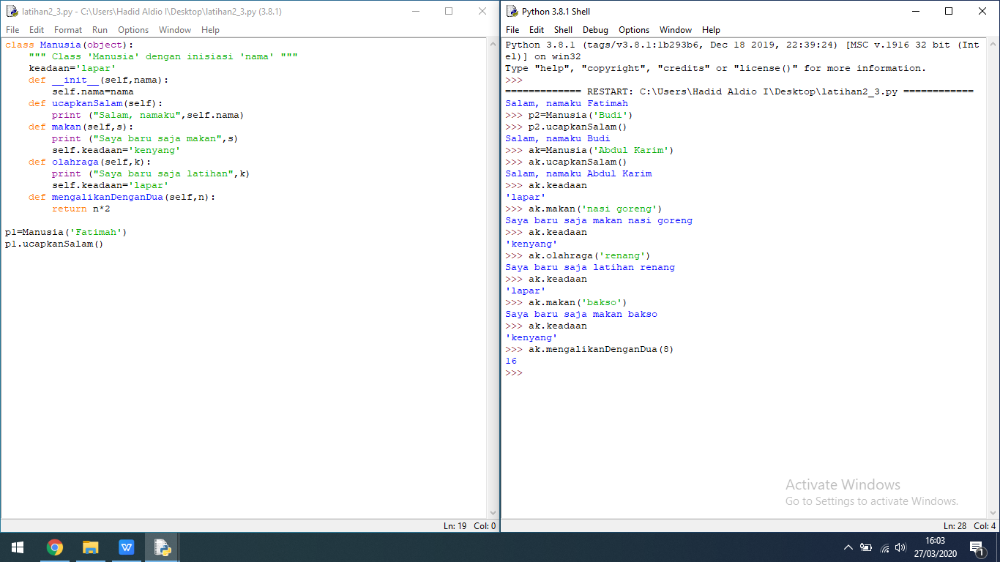 latihan2_3.py - C:\Users\Hadid Aldio I\Desktop\latihan2_3.py (3.8.1)
File Edit Format Run Options Window Help
class Manusia(object):
    """ Class 'Manusia' dengan inisiasi 'nama' """
    keadaan='lapar'
    def __init__(self,nama):
        self.nama=nama
    def ucapkanSalam(self):
        print ("Salam, namaku",self.nama)
    def makan(self,s):
        print ("Saya baru saja makan",s)
        self.keadaan='kenyang'
    def olahraga(self,k):
        print ("Saya baru saja latihan",k)
        self.keadaan='lapar'
    def mengalikanDenganDua(self,n):
        return n*2
p1=Manusia('Fatimah')
p1.ucapkanSalam()
Ln: 19 Col: 0
Python 3.8.1 Shell
File Edit Shell Debug Options Window Help
Python 3.8.1 (tags/v3.8.1:1b293b6, Dec 18 2019, 22:39:24) [MSC v.1916 32 bit (Int
el)] on win32
Type "help", "copyright", "credits" or "license()" for more information.
>>>
============= RESTART: C:\Users\Hadid Aldio I\Desktop\latihan2_3.py ============
Salam, namaku Fatimah
>>> p2=Manusia('Budi')
>>> p2.ucapkanSalam()
Salam, namaku Budi
>>> ak=Manusia('Abdul Karim')
>>> ak.ucapkanSalam()
Salam, namaku Abdul Karim
>>> ak.keadaan
'lapar'
>>> ak.makan('nasi goreng')
Saya baru saja makan nasi goreng
>>> ak.keadaan
'kenyang'
>>> ak.olahraga('renang')
Saya baru saja latihan renang
>>> ak.keadaan
'lapar'
>>> ak.makan('bakso')
Saya baru saja makan bakso
>>> ak.keadaan
'kenyang'
>>> ak.mengalikanDenganDua(8)
16
>>>
Activate Windows
Go to Settings to activate Windows.
Ln: 28 Col: 4
W
16:03
27/03/2020
1